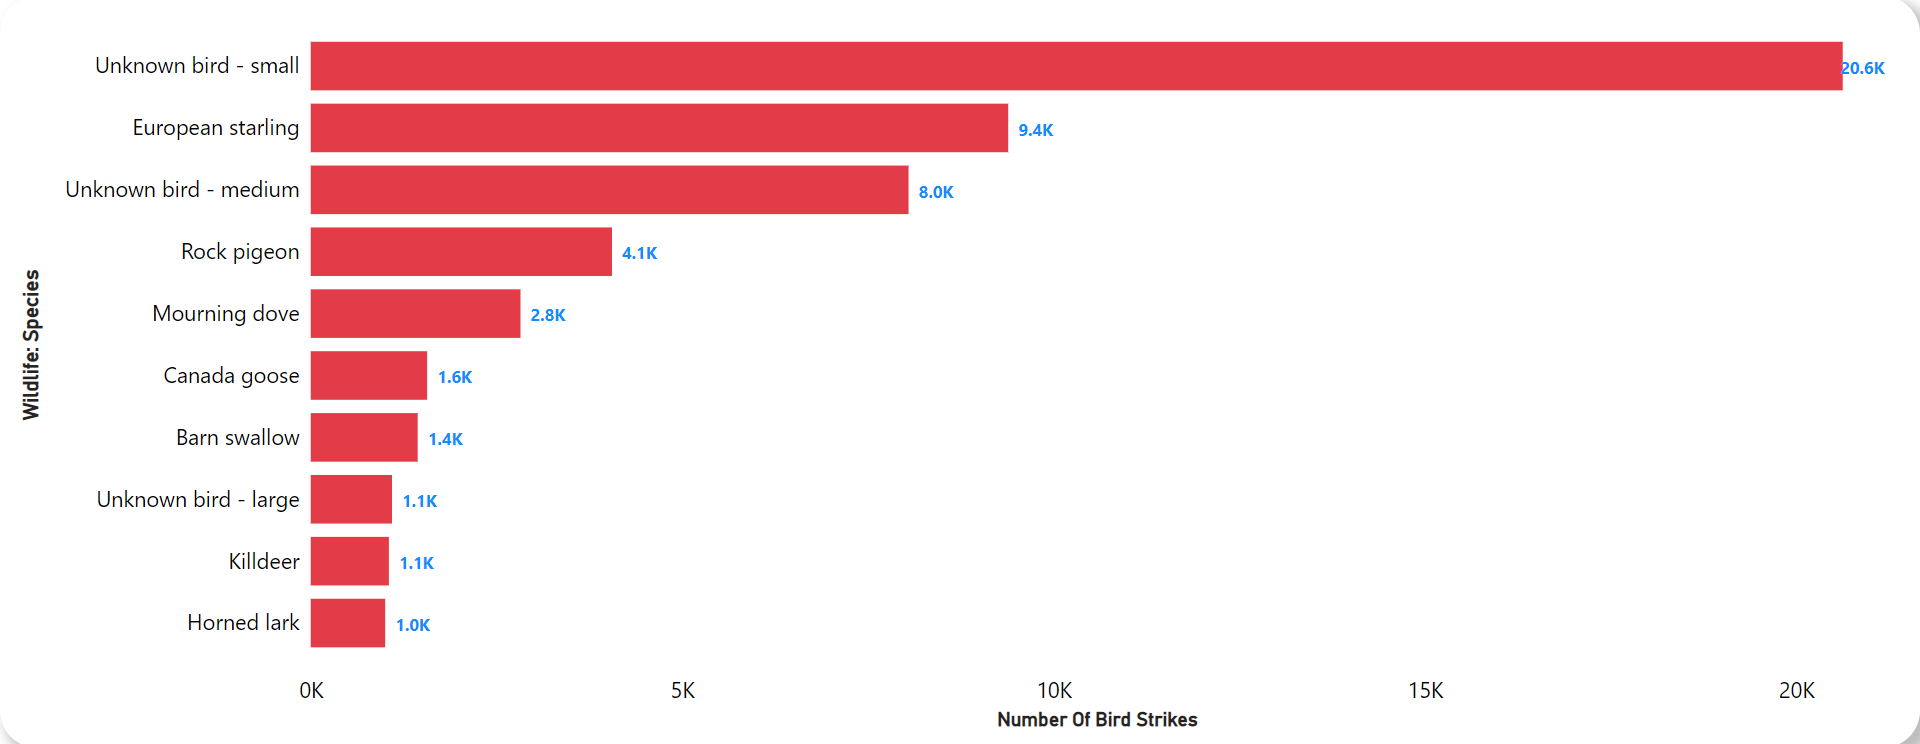 Wildlife: Species
Unknown bird - small 20.6K
European starling 9.4K
Unknown bird - medium 8.0K
Rock pigeon 4.1K
Mourning dove 2.8K
Canada goose 1.6K
Barn swallow 1.4K
Unknown bird - large 1.1K
Killdeer 1.1K
Horned lark 1.0K
0K 5K 10K 15K 20K
Number Of Bird Strikes